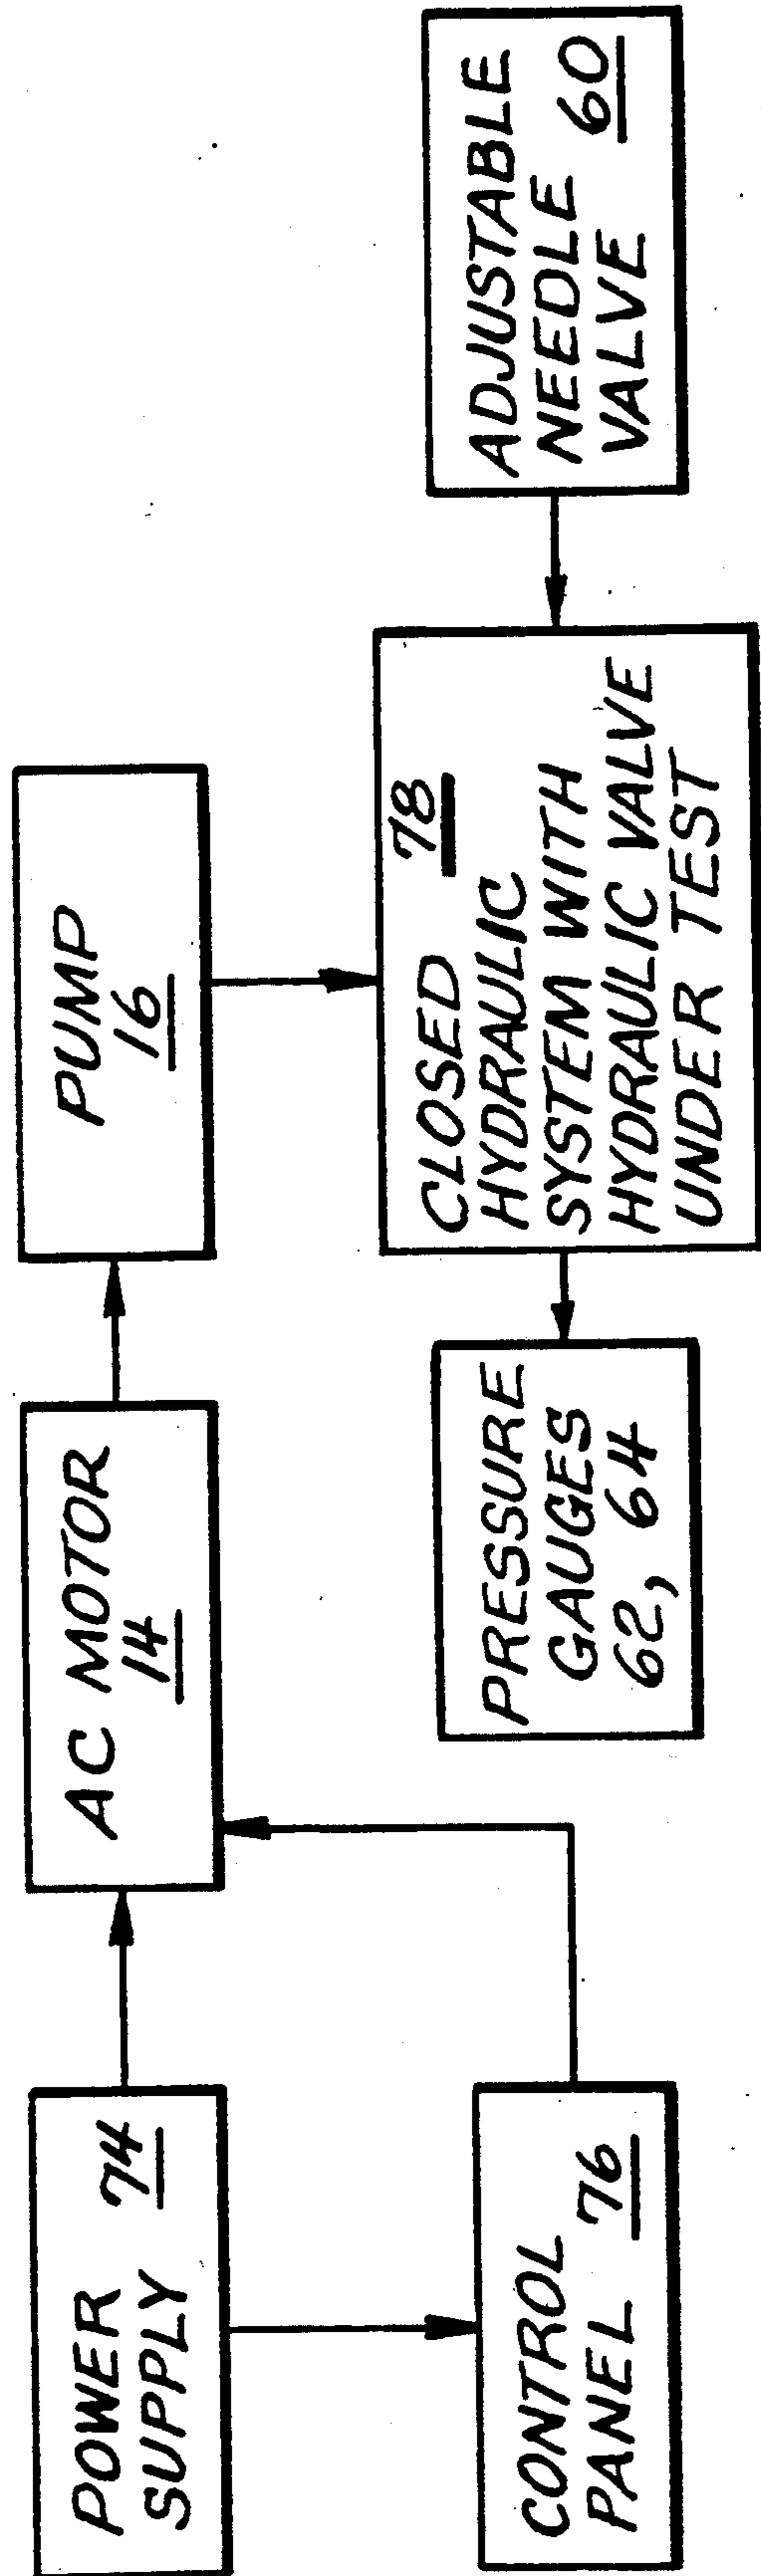 POWER
SUPPLY 74
AC MOTOR
14
PUMP
16
CONTROL
PANEL 76
PRESSURE
GAUGES
62, 64
CLOSED 78
HYDRAULIC
SYSTEM WITH
HYDRAULIC VALVE
UNDER TEST
ADJUSTABLE
NEEDLE
VALVE 60